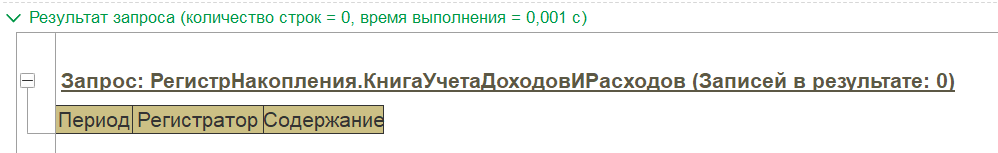 Результат запроса (количество строк = 0, время выполнения = 0,001 с)
Запрос: РегистрНакопления.КнигаУчетаДоходовИРасходов (Записей в результате: 0)
Период Регистратор Содержание